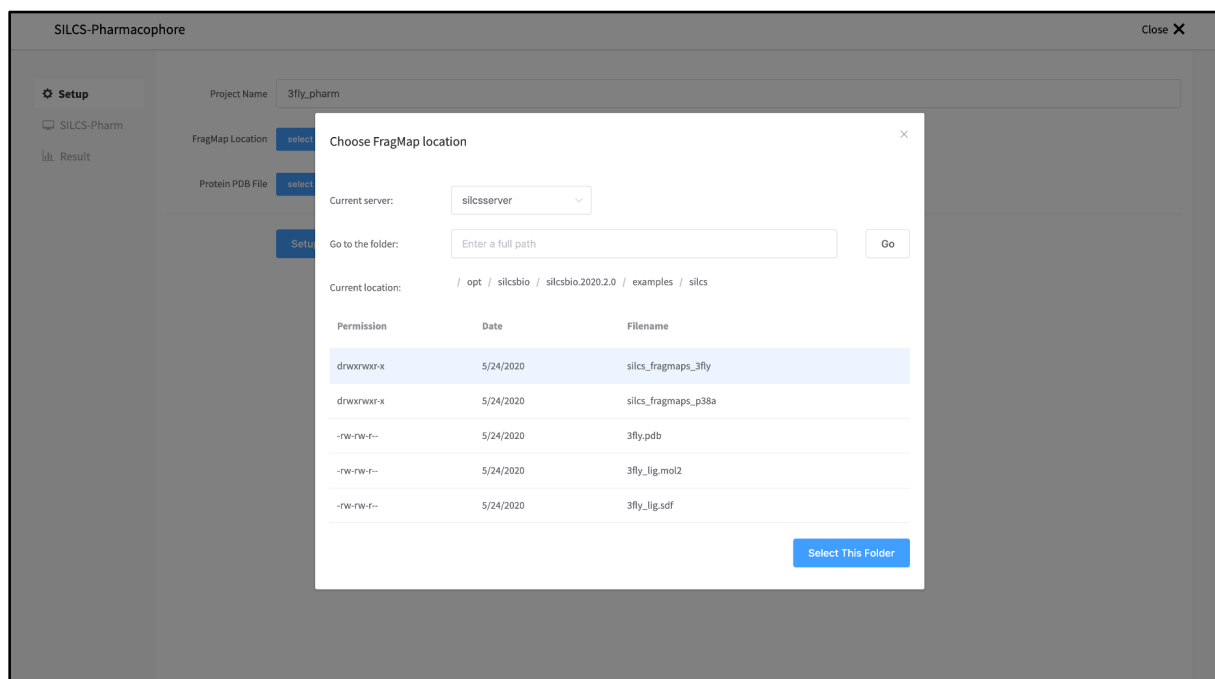 SILCS-Pharmacophore Close
Setup
SILCS-Pharm
Result
Project Name 3fly_pharm
FragMap Location select
Protein PDB File select
Setu
Choose FragMap location
Current server: silcsserver
Go to the folder: Enter a full path Go
Current location: / opt / silcsbio / silcsbio.2020.2.0 / examples / silcs
Permission Date Filename
drwxrwxr-x 5/24/2020 silcs_fragmaps_3fly
drwxrwxr-x 5/24/2020 silcs_fragmaps_p38a
-rw-rw-r-- 5/24/2020 3fly.pdb
-rw-rw-r-- 5/24/2020 3fly_lig.mol2
-rw-rw-r-- 5/24/2020 3fly_lig.sdf
Select This Folder